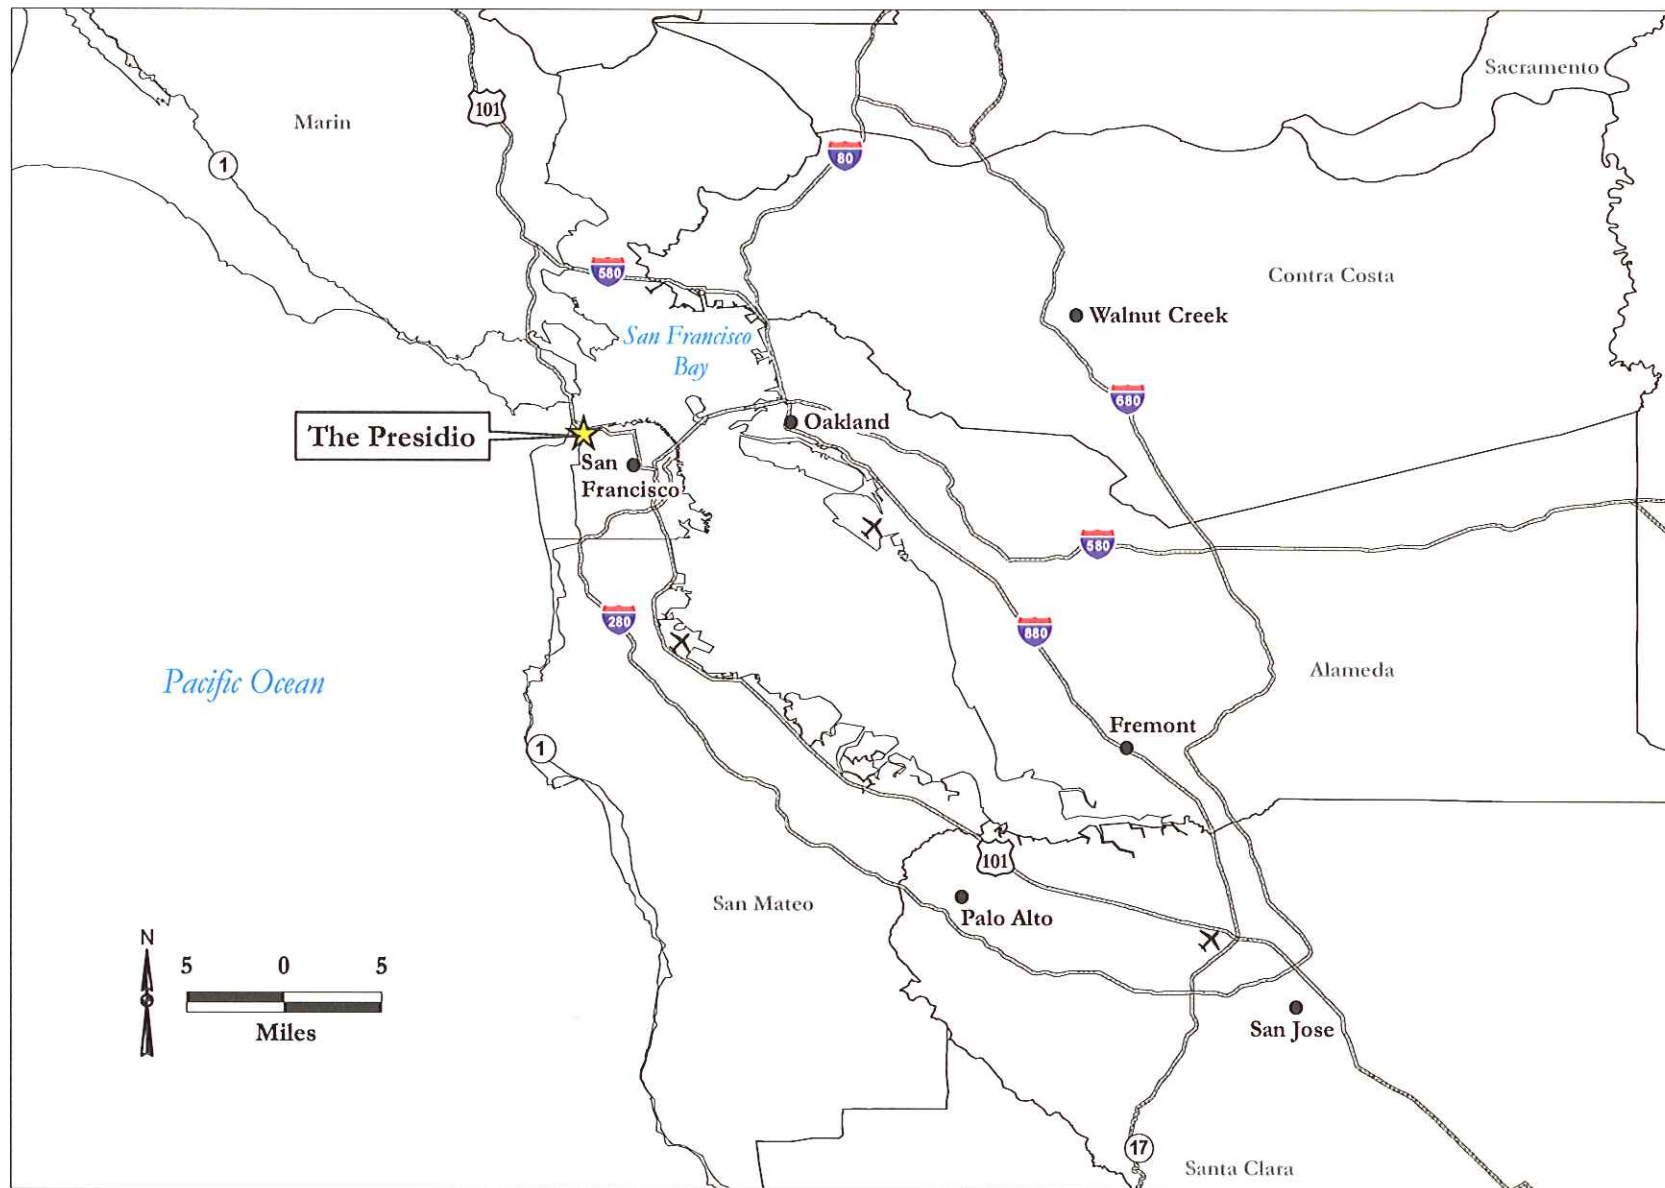 Sacramento
101
Marin
80
1
580
Contra Costa
Walnut Creek
San Francisco
Bay
680
The Presidio
Oakland
San
Francisco
580
280
880
Pacific Ocean
Alameda
Fremont
1
101
San Mateo
Palo Alto
N
5 0 5
Miles
San Jose
17
Santa Clara